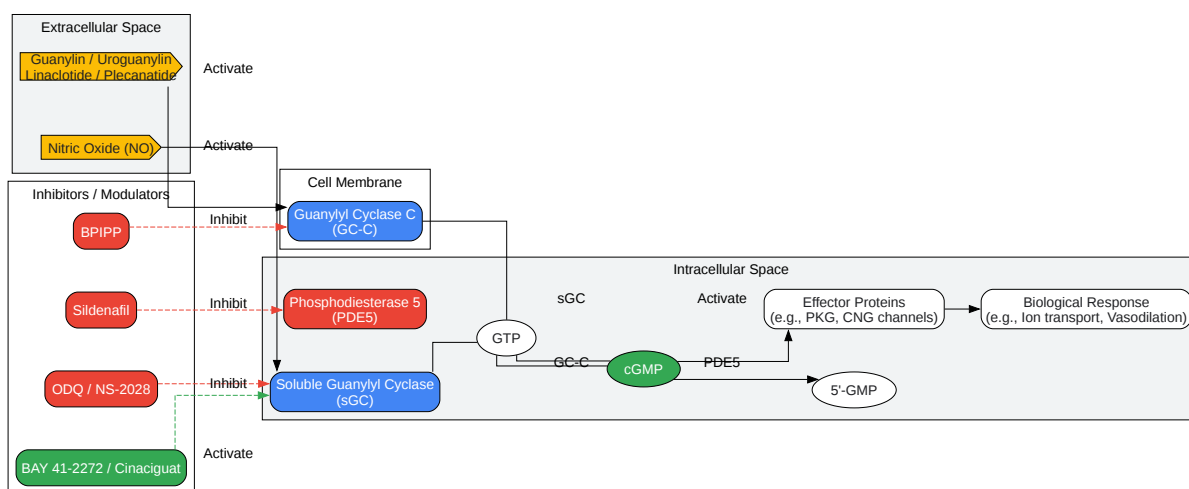 Extracellular Space
Guanylin / Uroguanylin
Linaclotide / Plecanatide
Activate
Nitric Oxide (NO)
Activate
Inhibitors / Modulators
BPIPP
Inhibit
Sildenafil
Inhibit
ODQ / NS-2028
Inhibit
BAY 41-2272 / Cinaciguat
Activate
Cell Membrane
Guanylyl Cyclase C
(GC-C)
Intracellular Space
Phosphodiesterase 5
(PDE5)
Soluble Guanylyl Cyclase
(sGC)
GTP
sGC
GC-C
cGMP
Activate
PDE5
Effector Proteins
(e.g., PKG, CNG channels)
5'-GMP
Biological Response
(e.g., Ion transport, Vasodilation)